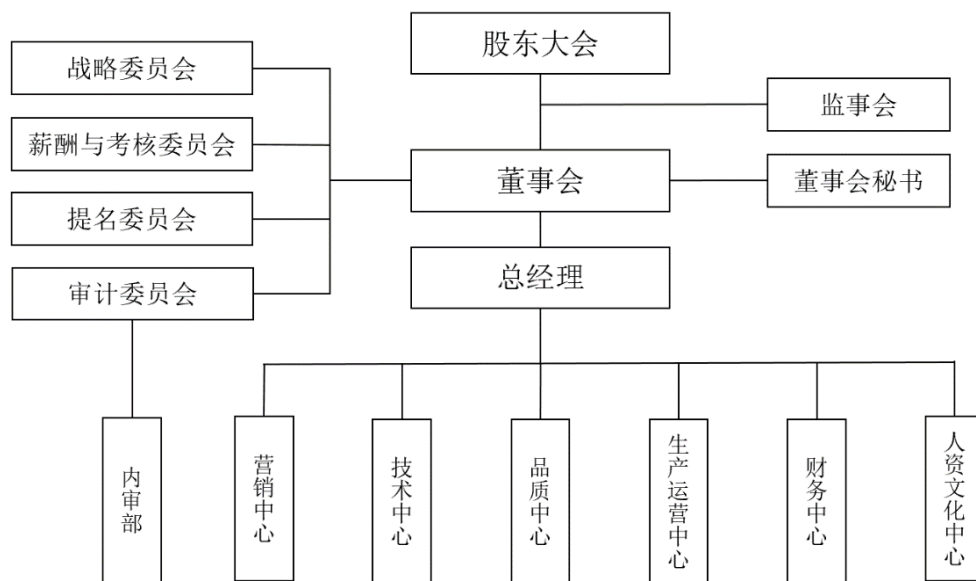 股东大会
战略委员会
监事会
薪酬与考核委员会
董事会
董事会秘书
提名委员会
总经理
审计委员会
内审部
营销中心
技术中心
品质中心
生产运营中心
财务中心
人资文化中心